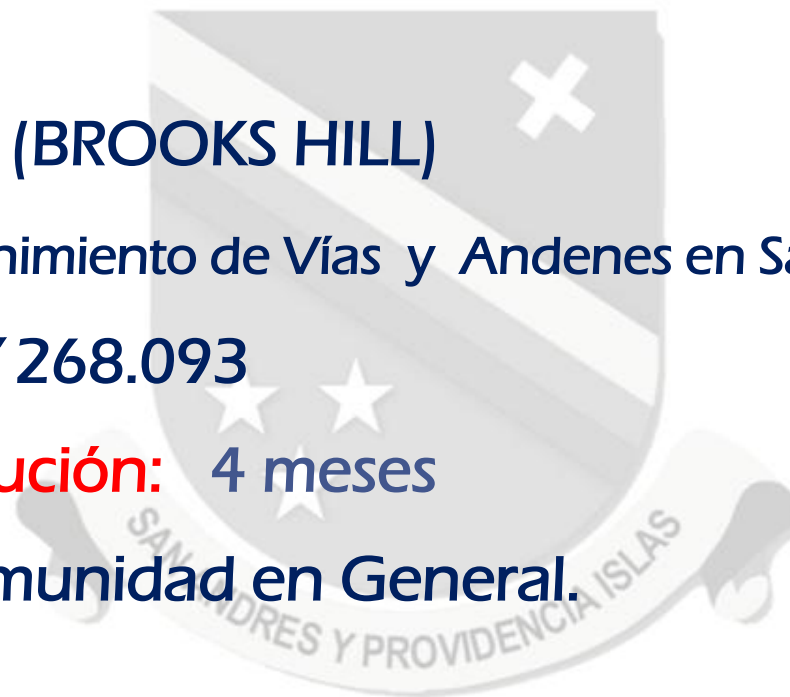 (BROOKS HILL)
nimiento de Vías y Andenes en Sa
268.093
ución: 4 meses
munidad en General.
SAN ANDRES Y PROVIDENCIA ISLAS